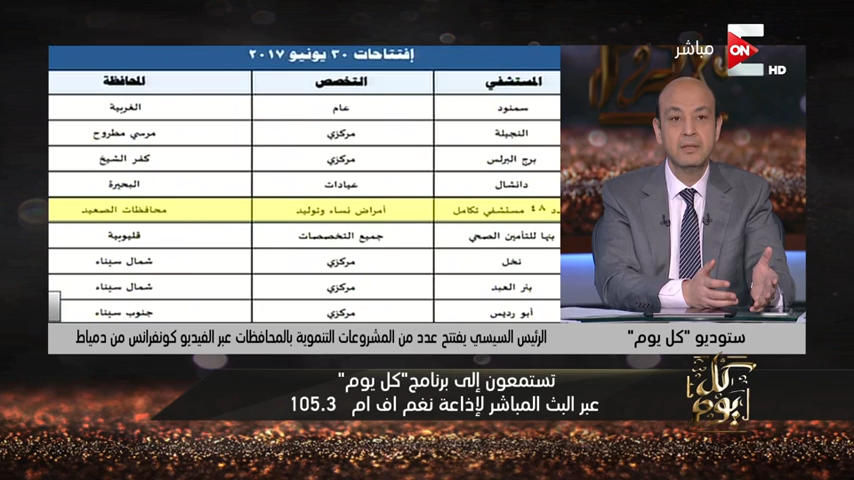 مباشر
ON
E
HD
إفتتاحات ٣٠ يونيو ٢٠١٧
المستشفي التخصص المحافظة
سمنود عام الغربية
النجيلة مركزي مرسي مطروح
برج البرلس مركزي كفر الشيخ
دانشال عيادات البحيرة
٤٨ مستشفي تكامل أمراض نساء وتوليد محافظات الصعيد
بنها للتأمين الصحي جميع التخصصات قليوبية
نخل مركزي شمال سيناء
بئر العبد مركزي شمال سيناء
أبو رديس مركزي جنوب سيناء
ستوديو "كل يوم"
الرئيس السيسي يفتتح عدد من المشروعات التنموية بالمحافظات عبر الفيديو كونفرانس من دمياط
تستمعون إلى برنامج"كل يوم"
عبر البث المباشر لإذاعة نغم اف ام 105.3
كل يوم